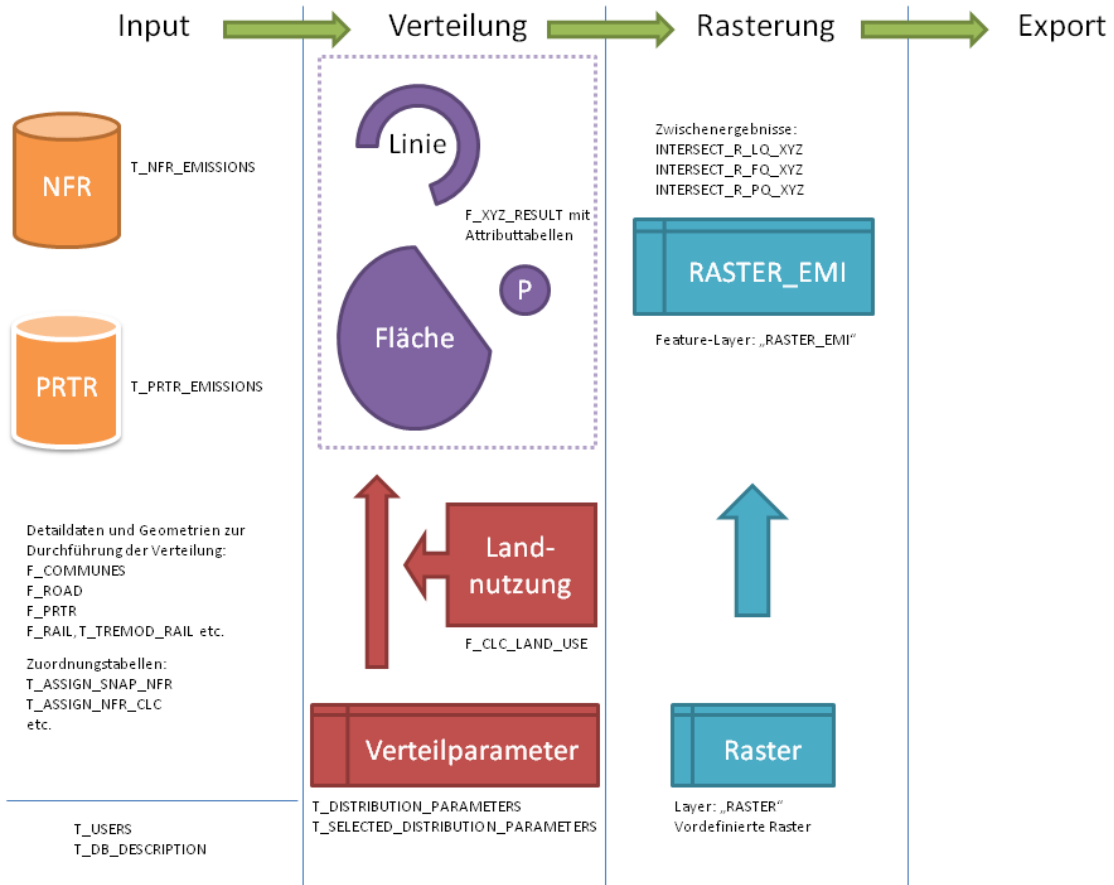 Input
Verteilung
Rasterung
Export
NFR
T_NFR_EMISSIONS
PRTR
T_PRTR_EMISSIONS
Detaildaten und Geometrien zur
Durchführung der Verteilung:
F_COMMUNES
F_ROAD
F_PRTR
F_RAIL, T_TREMOD_RAIL etc.
Zuordnungstabellen:
T_ASSIGN_SNAP_NFR
T_ASSIGN_NFR_CLC
etc.
T_USERS
T_DB_DESCRIPTION
Linie
F_XYZ_RESULT mit
Attributtabellen
P
Fläche
Land-
nutzung
F_CLC_LAND_USE
Verteilparameter
T_DISTRIBUTION_PARAMETERS
T_SELECTED_DISTRIBUTION_PARAMETERS
Zwischenergebnisse:
INTERSECT_R_LQ_XYZ
INTERSECT_R_FQ_XYZ
INTERSECT_R_PQ_XYZ
RASTER_EMI
Feature-Layer: „RASTER_EMI“
Raster
Layer: „RASTER“
Vordefinierte Raster